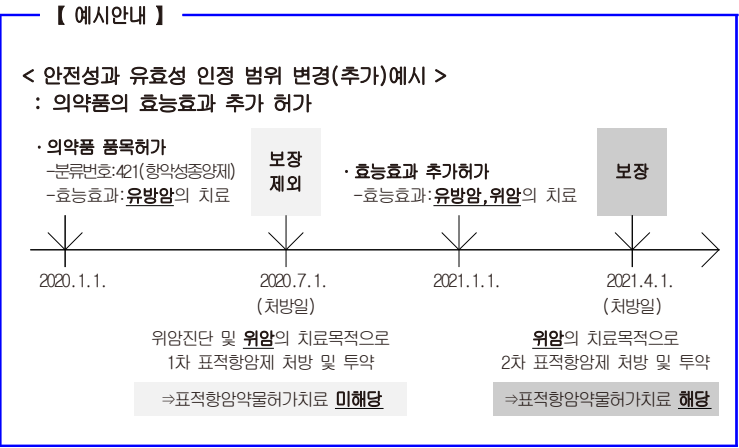 【 예시안내 】
< 안전성과 유효성 인정 범위 변경(추가)예시 >
: 의약품의 효능효과 추가 허가
· 의약품 품목허가
-분류번호:421(항악성종양제)
-효능효과:유방암의 치료
보장
제외
· 효능효과 추가허가
-효능효과:유방암,위암의 치료
보장
2020.1.1.
2020.7.1.
(처방일)
2021.1.1.
2021.4.1.
(처방일)
위암진단 및 위암의 치료목적으로
1차 표적항암제 처방 및 투약
⇒표적항암약물허가치료 미해당
위암의 치료목적으로
2차 표적항암제 처방 및 투약
⇒표적항암약물허가치료 해당